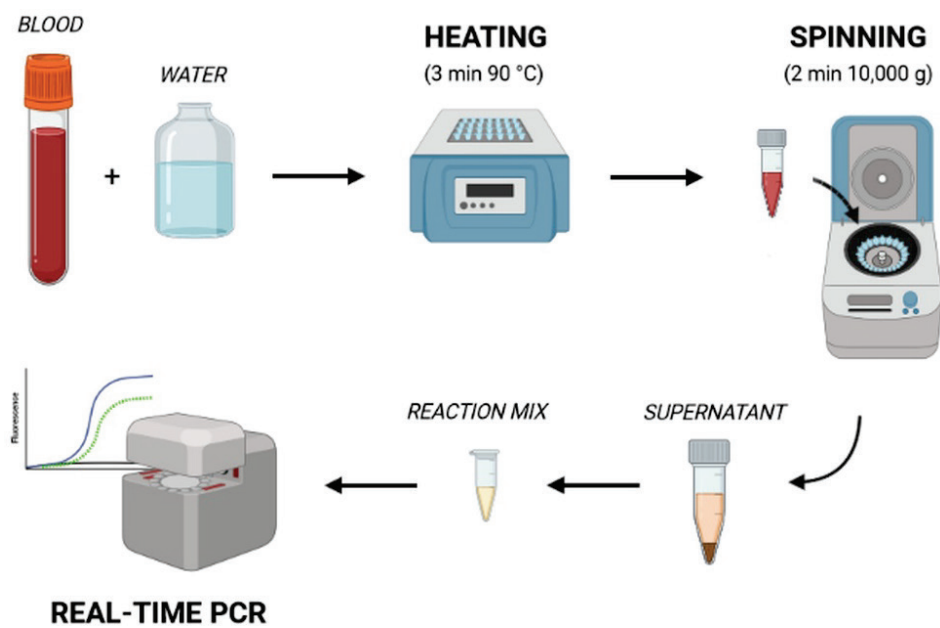 BLOOD
WATER
+
HEATING
(3 min 90 °C)
SPINNING
(2 min 10,000 g)
Fluorescence
REACTION MIX
SUPERNATANT
REAL-TIME PCR